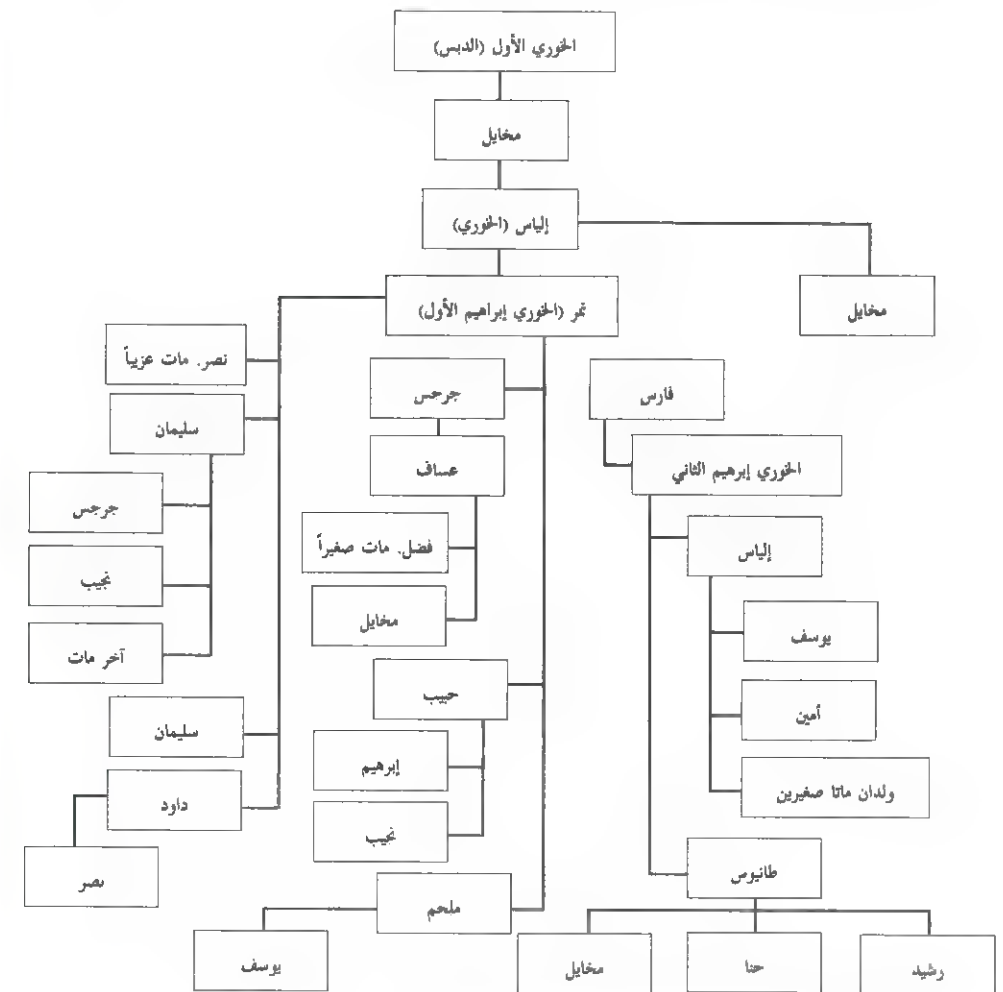 الخوري الأول (الدبس)
مخايل
إلياس (الخوري)
مخايل
نمر (الخوري إبراهيم الأول)
نصر. مات عزيباً
سليمان
جرجس
نجيب
آخر مات
سليمان
داود
نصر
جرجس
عساف
فضل. مات صغيراً
مخايل
حبيب
إبرهيم
نجيب
ملحم
يوسف
فارس
الخوري إبرهيم الثاني
إلياس
يوسف
أمين
ولدان ماتا صغيرين
طانيوس
رشيد
حنا
مخايل